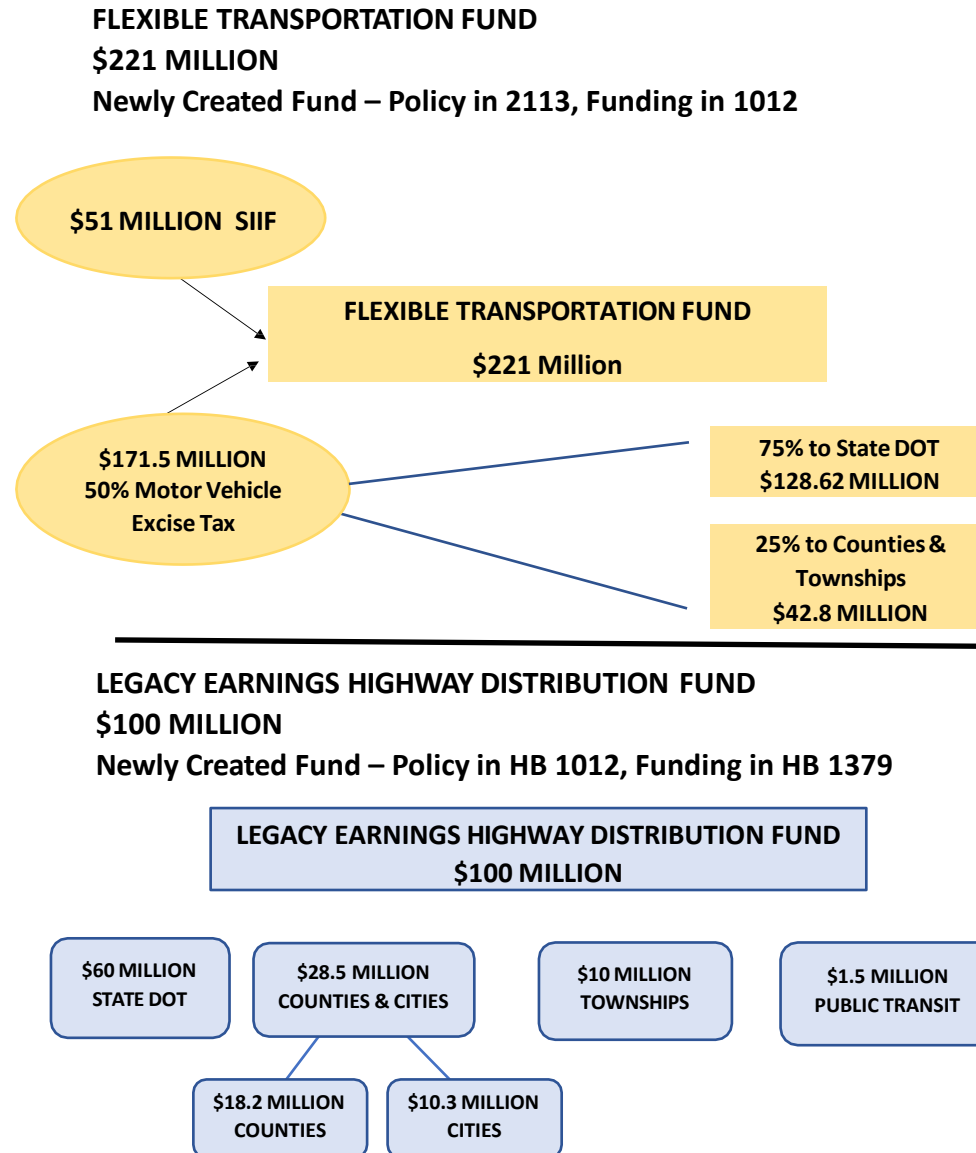 FLEXIBLE TRANSPORTATION FUND
$221 MILLION
Newly Created Fund – Policy in 2113, Funding in 1012
$51 MILLION SIIF
FLEXIBLE TRANSPORTATION FUND
$221 Million
$171.5 MILLION
50% Motor Vehicle
Excise Tax
75% to State DOT
$128.62 MILLION
25% to Counties &
Townships
$42.8 MILLION
LEGACY EARNINGS HIGHWAY DISTRIBUTION FUND
$100 MILLION
Newly Created Fund – Policy in HB 1012, Funding in HB 1379
LEGACY EARNINGS HIGHWAY DISTRIBUTION FUND
$100 MILLION
$60 MILLION
STATE DOT
$28.5 MILLION
COUNTIES & CITIES
$10 MILLION
TOWNSHIPS
$1.5 MILLION
PUBLIC TRANSIT
$18.2 MILLION
COUNTIES
$10.3 MILLION
CITIES